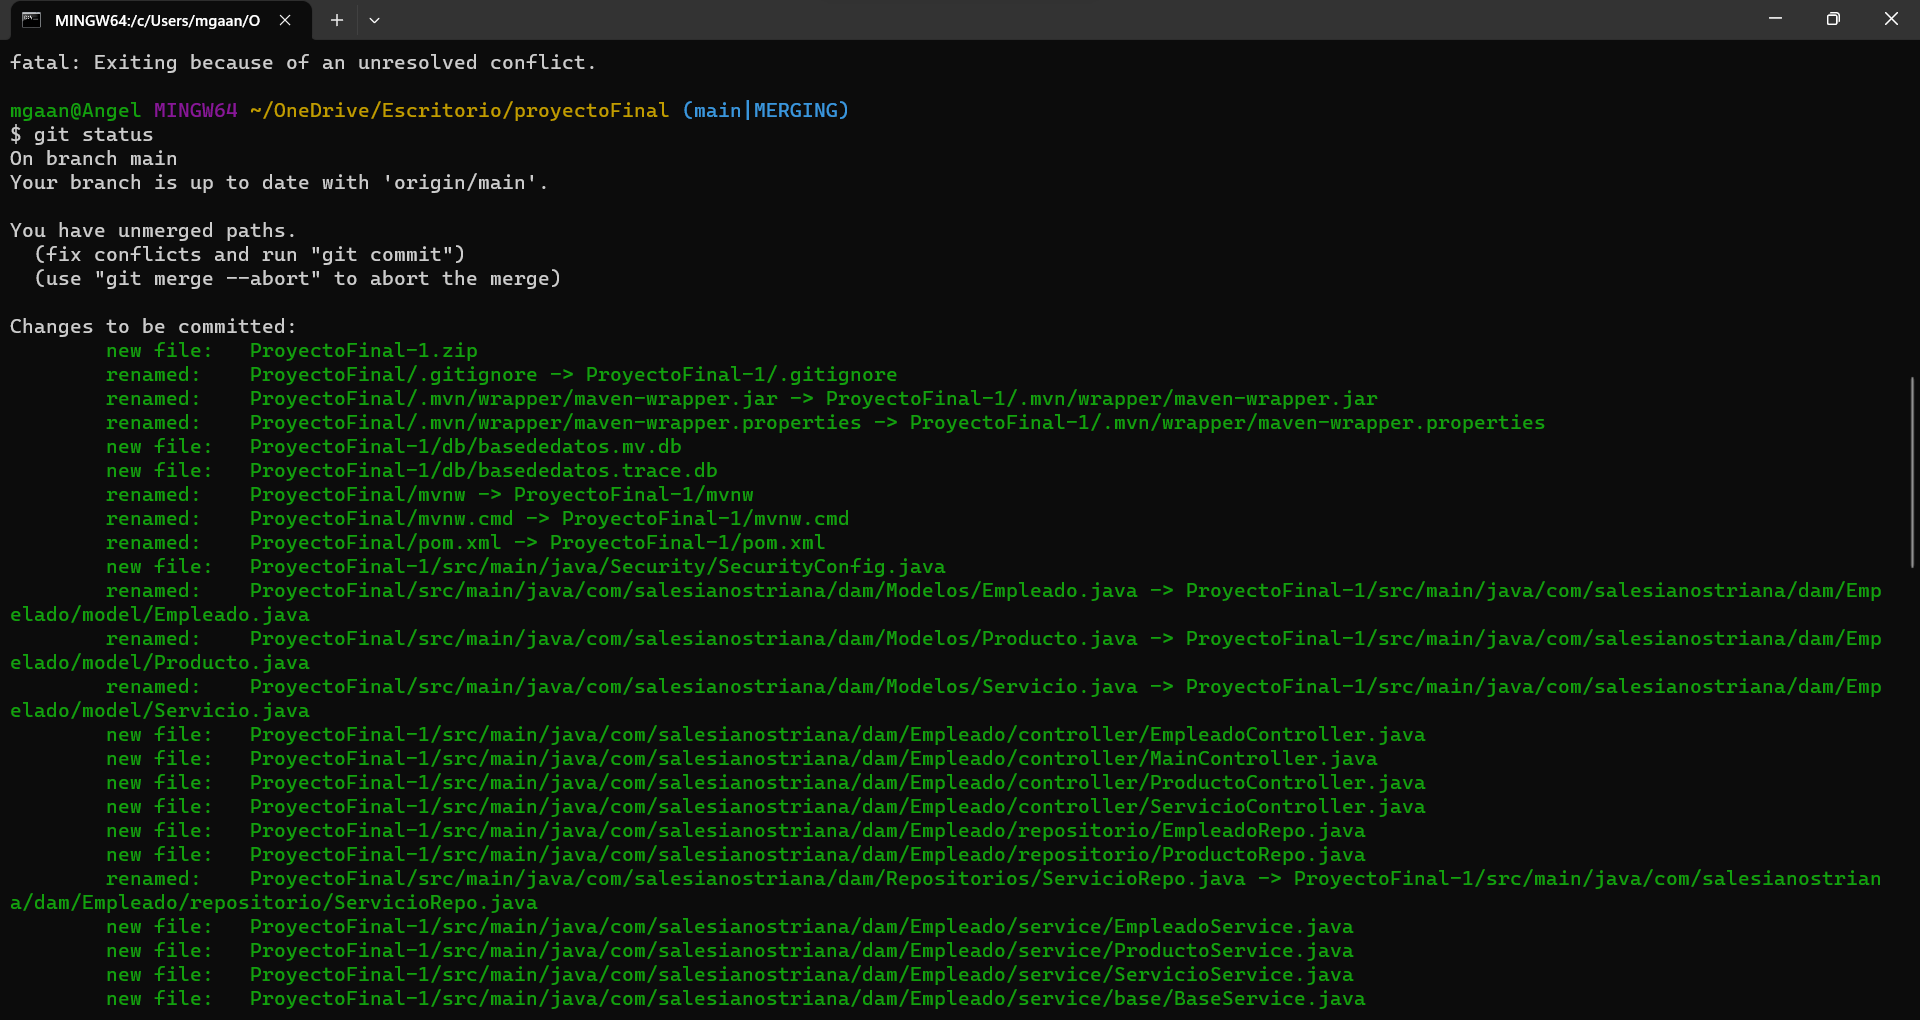 MINGW64:/c/Users/mgaan/O
fatal: Exiting because of an unresolved conflict.
mgaan@Angel MINGW64 ~/OneDrive/Escritorio/proyectoFinal (main|MERGING)
$ git status
On branch main
Your branch is up to date with 'origin/main'.
You have unmerged paths.
  (fix conflicts and run "git commit")
  (use "git merge --abort" to abort the merge)
Changes to be committed:
        new file:   ProyectoFinal-1.zip
        renamed:    ProyectoFinal/.gitignore -> ProyectoFinal-1/.gitignore
        renamed:    ProyectoFinal/.mvn/wrapper/maven-wrapper.jar -> ProyectoFinal-1/.mvn/wrapper/maven-wrapper.jar
        renamed:    ProyectoFinal/.mvn/wrapper/maven-wrapper.properties -> ProyectoFinal-1/.mvn/wrapper/maven-wrapper.properties
        new file:   ProyectoFinal-1/db/basededatos.mv.db
        new file:   ProyectoFinal-1/db/basededatos.trace.db
        renamed:    ProyectoFinal/mvnw -> ProyectoFinal-1/mvnw
        renamed:    ProyectoFinal/mvnw.cmd -> ProyectoFinal-1/mvnw.cmd
        renamed:    ProyectoFinal/pom.xml -> ProyectoFinal-1/pom.xml
        new file:   ProyectoFinal-1/src/main/java/Security/SecurityConfig.java
        renamed:    ProyectoFinal/src/main/java/com/salesianostriana/dam/Modelos/Empleado.java -> ProyectoFinal-1/src/main/java/com/salesianostriana/dam/Emp
elado/model/Empleado.java
        renamed:    ProyectoFinal/src/main/java/com/salesianostriana/dam/Modelos/Producto.java -> ProyectoFinal-1/src/main/java/com/salesianostriana/dam/Emp
elado/model/Producto.java
        renamed:    ProyectoFinal/src/main/java/com/salesianostriana/dam/Modelos/Servicio.java -> ProyectoFinal-1/src/main/java/com/salesianostriana/dam/Emp
elado/model/Servicio.java
        new file:   ProyectoFinal-1/src/main/java/com/salesianostriana/dam/Empleado/controller/EmpleadoController.java
        new file:   ProyectoFinal-1/src/main/java/com/salesianostriana/dam/Empleado/controller/MainController.java
        new file:   ProyectoFinal-1/src/main/java/com/salesianostriana/dam/Empleado/controller/ProductoController.java
        new file:   ProyectoFinal-1/src/main/java/com/salesianostriana/dam/Empleado/controller/ServicioController.java
        new file:   ProyectoFinal-1/src/main/java/com/salesianostriana/dam/Empleado/repositorio/EmpleadoRepo.java
        new file:   ProyectoFinal-1/src/main/java/com/salesianostriana/dam/Empleado/repositorio/ProductoRepo.java
        renamed:    ProyectoFinal/src/main/java/com/salesianostriana/dam/Repositorios/ServicioRepo.java -> ProyectoFinal-1/src/main/java/com/salesianostrian
a/dam/Empleado/repositorio/ServicioRepo.java
        new file:   ProyectoFinal-1/src/main/java/com/salesianostriana/dam/Empleado/service/EmpleadoService.java
        new file:   ProyectoFinal-1/src/main/java/com/salesianostriana/dam/Empleado/service/ProductoService.java
        new file:   ProyectoFinal-1/src/main/java/com/salesianostriana/dam/Empleado/service/ServicioService.java
        new file:   ProyectoFinal-1/src/main/java/com/salesianostriana/dam/Empleado/service/base/BaseService.java